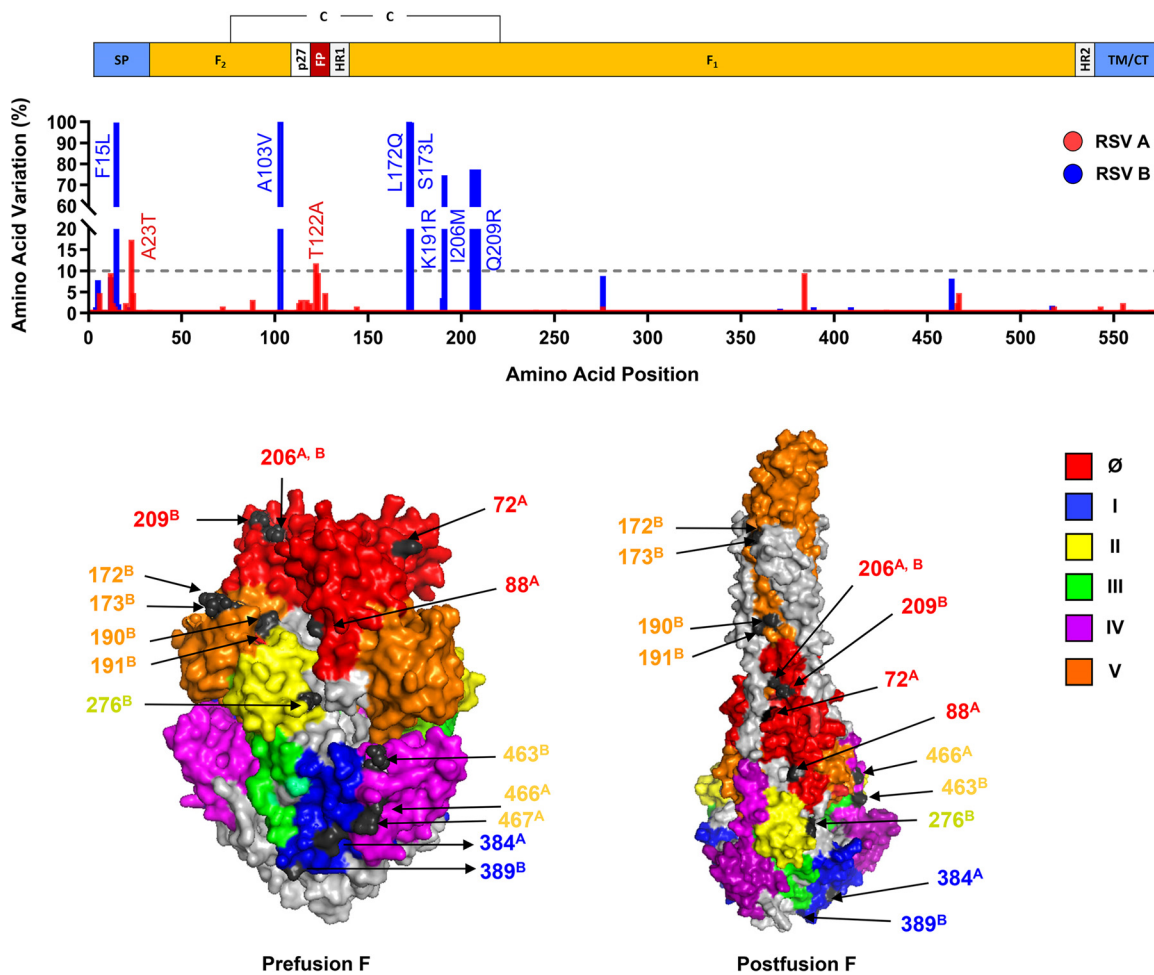 C C
SP F₂ p27 FP HR1 F₁ HR2 TM/CT
Amino Acid Variation (%)
100
90
80
70
60
20
15
10
5
0
F15L
A23T
A103V
T122A
L172Q
S173L
K191R
I206M
Q209R
RSV A
RSV B
0 50 100 150 200 250 300 350 400 450 500 550
Amino Acid Position
206ᴬ, ᴮ
209ᴮ
72ᴬ
172ᴮ
173ᴮ
88ᴬ
190ᴮ
191ᴮ
276ᴮ
463ᴮ
466ᴬ
467ᴬ
384ᴬ
389ᴮ
Prefusion F
172ᴮ
173ᴮ
206ᴬ, ᴮ
209ᴮ
190ᴮ
191ᴮ
72ᴬ
88ᴬ
466ᴬ
463ᴮ
276ᴮ
384ᴬ
389ᴮ
Postfusion F
Ø
I
II
III
IV
V